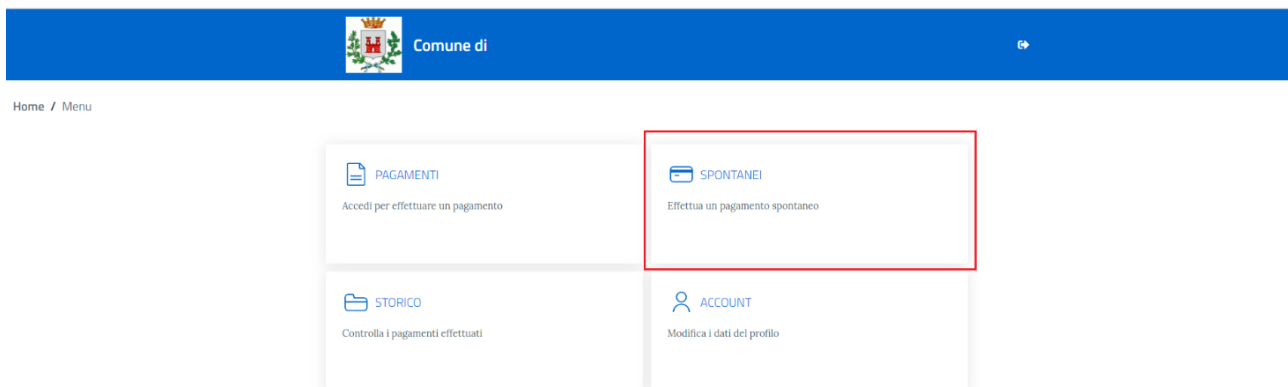 Comune di
Home / Menu
PAGAMENTI
Accedi per effettuare un pagamento
SPONTANEI
Effettua un pagamento spontaneo
STORICO
Controlla i pagamenti effettuati
ACCOUNT
Modifica i dati del profilo